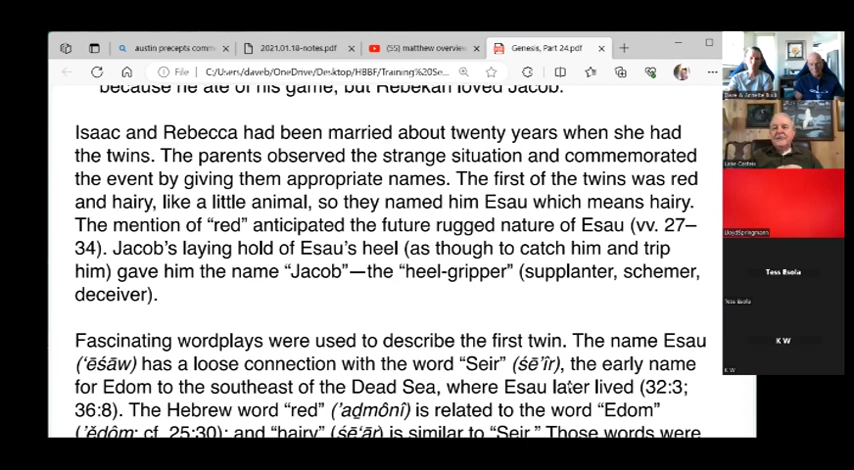 austin precepts comm
2021.01.18-notes.pdf
(55) matthew overview
Genesis, Part 24.pdf
File
C:/Users/daveb/OneDrive/Desktop/HBBF/Training%20Se...
because he ate of his game, but Rebekah loved Jacob.
Isaac and Rebecca had been married about twenty years when she had
the twins. The parents observed the strange situation and commemorated
the event by giving them appropriate names. The first of the twins was red
and hairy, like a little animal, so they named him Esau which means hairy.
The mention of “red” anticipated the future rugged nature of Esau (vv. 27–
34). Jacob’s laying hold of Esau’s heel (as though to catch him and trip
him) gave him the name “Jacob”—the “heel-gripper” (supplanter, schemer,
deceiver).
Fascinating wordplays were used to describe the first twin. The name Esau
(‘ēśāw) has a loose connection with the word “Seir” (śē‘îr), the early name
for Edom to the southeast of the Dead Sea, where Esau later lived (32:3;
36:8). The Hebrew word “red” (’aḏmônî) is related to the word “Edom”
(’ĕdôm; cf. 25:30); and “hairy” (śē‘ār) is similar to “Seir.” Those words were
Dave & Annette
LloydSpringmann
Tess Esola
Tess Esola
K W
K W